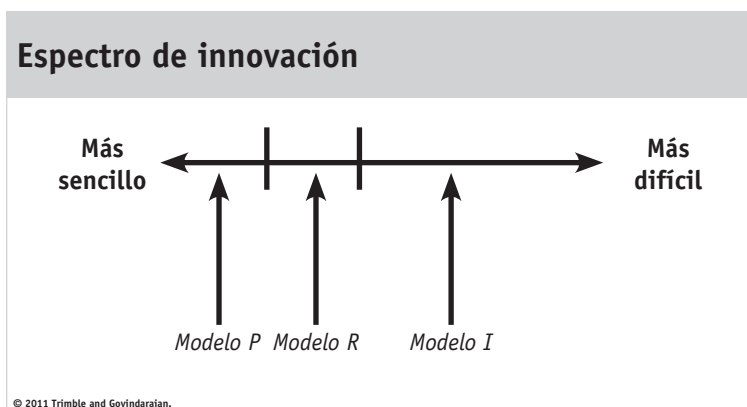 Espectro de innovación
Más
sencillo
Más
difícil
Modelo P Modelo R Modelo I
© 2011 Trimble and Govindarajan.